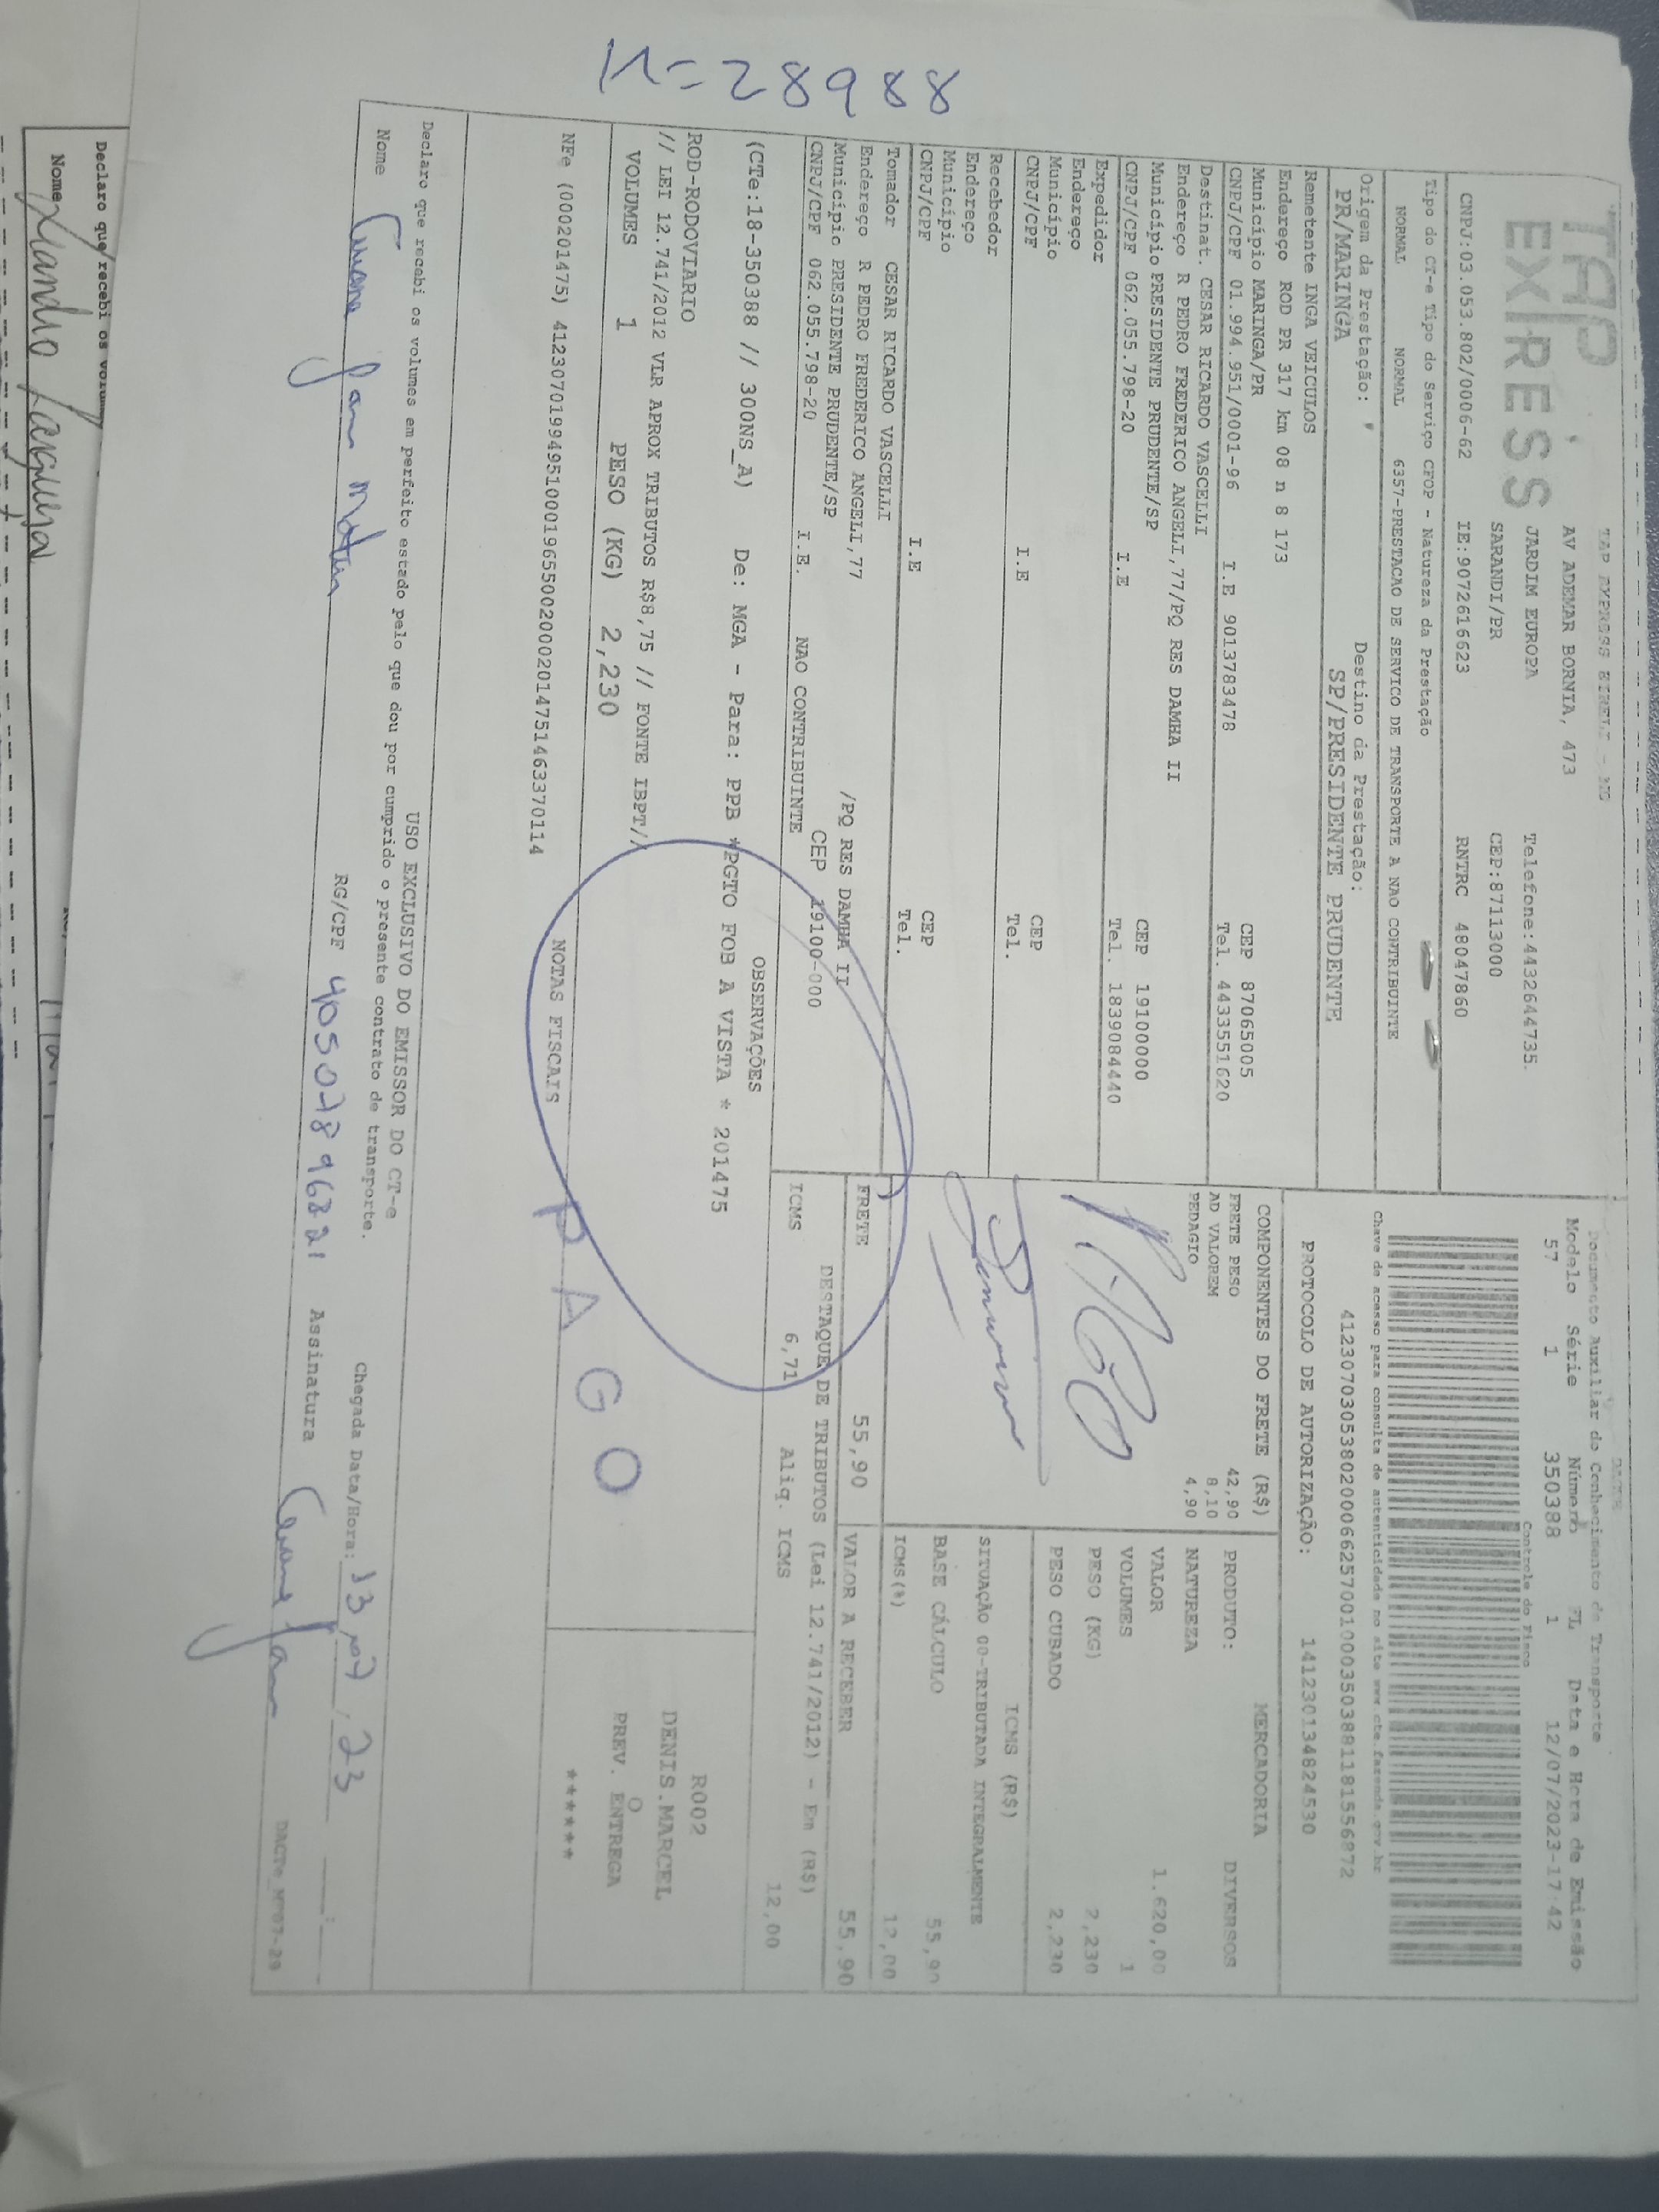 K=28988
TAP
EXPRESS
TAP EXPRESS EIRELI - ME
AV ADEMAR BORNIA, 473
JARDIM EUROPA Telefone:4432644735.
SARANDI/PR CEP:87113000
CNPJ:03.053.802/0006-62 IE:9072616623 RNTRC 48047860
Tipo do CT-e Tipo do Serviço CFOP - Natureza da Prestação
NORMAL NORMAL 6357-PRESTACAO DE SERVICO DE TRANSPORTE A NAO CONTRIBUINTE
Origem da Prestação: Destino da Prestação:
PR/MARINGA SP/PRESIDENTE PRUDENTE
Remetente INGA VEICULOS
Endereço ROD PR 317 km 08 n 8 173
Município MARINGA/PR CEP 87065005
CNPJ/CPF 01.994.951/0001-96 I.E 9013783478 Tel. 4433551620
Destinat. CESAR RICARDO VASCELLI
Endereço R PEDRO FREDERICO ANGELI,77/PQ RES DAMHA II
Município PRESIDENTE PRUDENTE/SP CEP 19100000
CNPJ/CPF 062.055.798-20 I.E Tel. 1839084440
Expedidor
Endereço
Município CEP
CNPJ/CPF I.E Tel.
Recebedor
Endereço
Município CEP
CNPJ/CPF I.E Tel.
Tomador CESAR RICARDO VASCELLI
Endereço R PEDRO FREDERICO ANGELI,77 /PQ RES DAMHA II
Município PRESIDENTE PRUDENTE/SP CEP 19100-000
CNPJ/CPF 062.055.798-20 I.E. NAO CONTRIBUINTE
DACTE
Documento Auxiliar do Conhecimento de Transporte
Modelo Série Número FL Data e Hora de Emissão
57 1 350388 1 12/07/2023-17:42
Controle do Fisco
Chave de acesso para consulta de autenticidade no site www.cte.fazenda.gov.br
PROTOCOLO DE AUTORIZAÇÃO: 141230134824530
COMPONENTES DO FRETE (R$)
FRETE PESO 42,90
AD VALOREM 8,10
PEDAGIO 4,90
MERCADORIA
PRODUTO: DIVERSOS
NATUREZA
VALOR 1.620,00
VOLUMES 1
PESO (KG) 2,230
PESO CUBADO 2,230
ICMS (R$)
SITUAÇÃO 00-TRIBUTADA INTEGRALMENTE
BASE CÁLCULO 55,90
ICMS(%) 12,00
FRETE 55,90 VALOR A RECEBER 55,90
DESTAQUE DE TRIBUTOS (Lei 12.741/2012) - Em (R$)
ICMS 6,71 Aliq. ICMS 12,00
OBSERVAÇÕES
(CTe:18-350388 // 300NS_A) De: MGA - Para: PPB *PGTO FOB A VISTA * 201475
ROD-RODOVIARIO
// LEI 12.741/2012 VLR APROX TRIBUTOS R$8,75 // FONTE IBPT//
VOLUMES 1 PESO (KG) 2,230
PAGO
R002
DENIS.MARCEL
PREV. ENTREGA
******
NOTAS FISCAIS
NFe (000201475) 41230701994951000196550020002014751463370114
USO EXCLUSIVO DO EMISSOR DO CT-e
Declaro que recebi os volumes em perfeito estado pelo que dou por cumprido o presente contrato de transporte.
Nome RG/CPF 40507896821 Assinatura
Chegada Data/Hora: 13/07/23 __:__
Declaro que recebi os volum
Nome